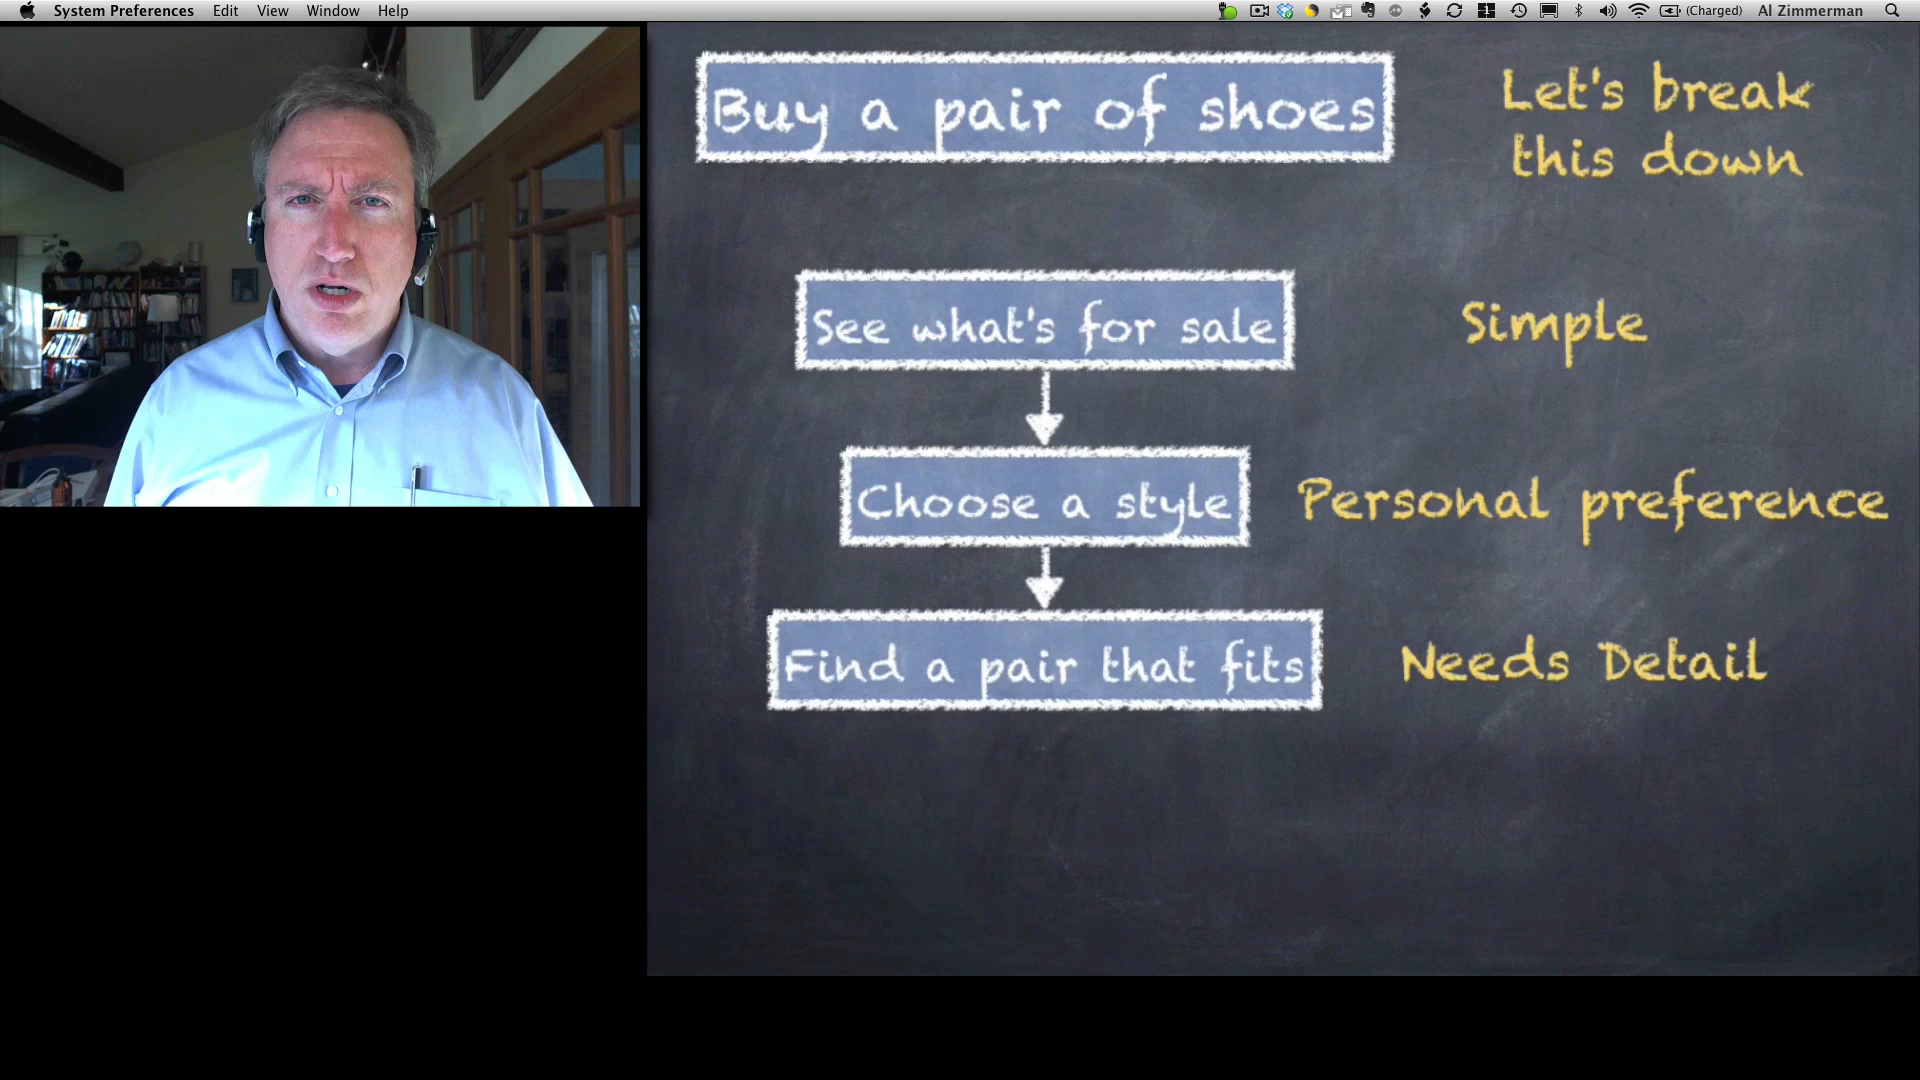 System Preferences Edit View Window Help (Charged) Al Zimmerman
Buy a pair of shoes
Let's break
this down
See what's for sale
Simple
Choose a style
Personal preference
Find a pair that fits
Needs Detail